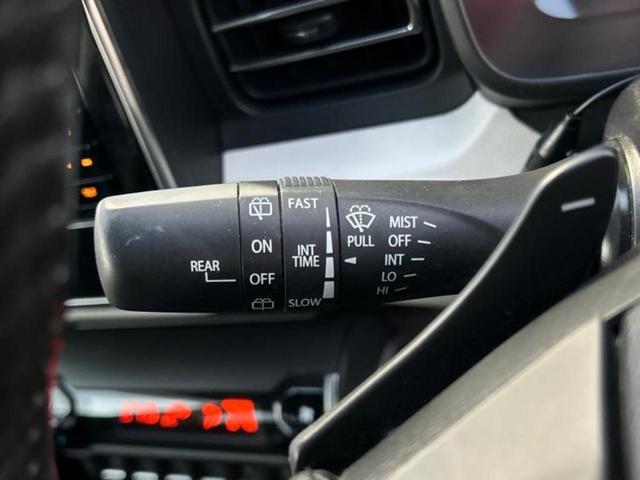 FAST
ON
INT
TIME
REAR
OFF
SLOW
PULL
MIST
OFF
INT
LO
HI